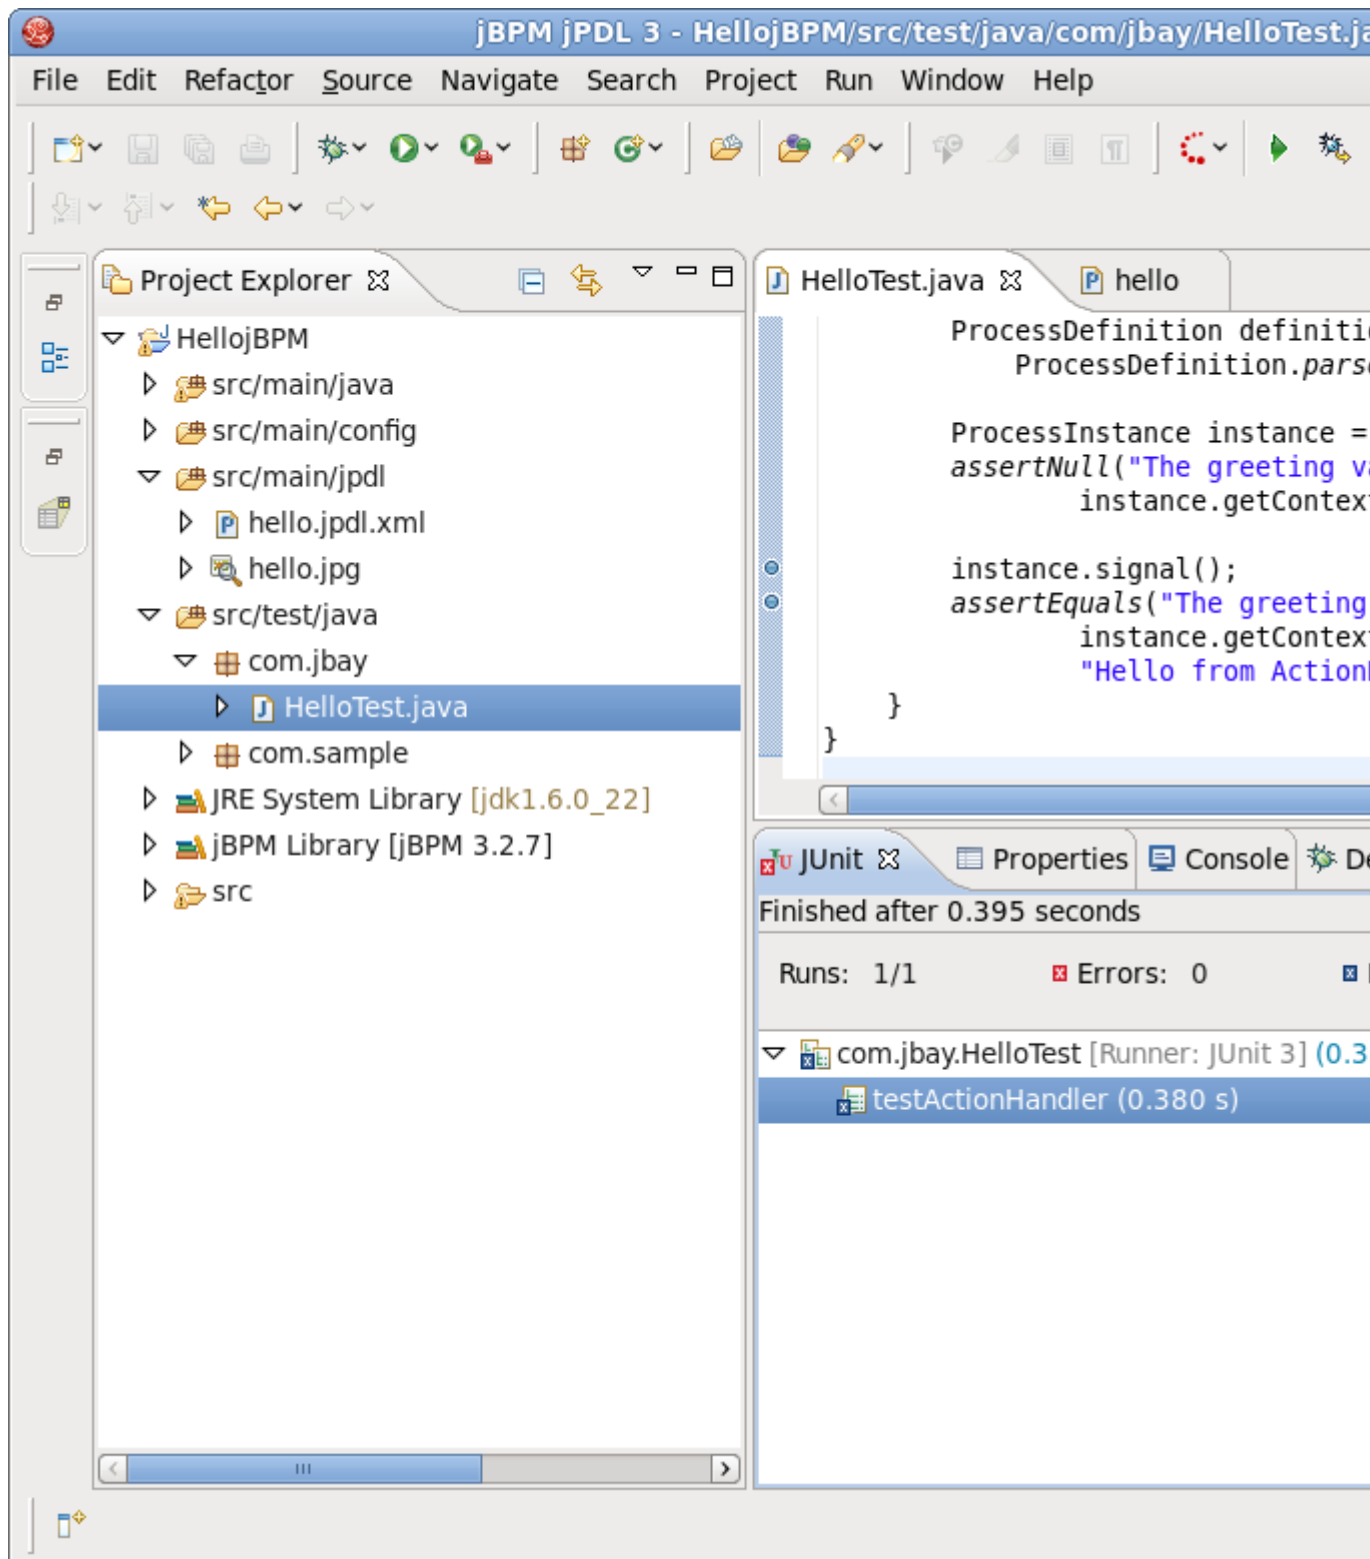 jBPM jPDL 3 - HellojBPM/src/test/java/com/jbay/HelloTest.ja
File Edit Refactor Source Navigate Search Project Run Window Help
Project Explorer
HellojBPM
src/main/java
src/main/config
src/main/jpdl
hello.jpdl.xml
hello.jpg
src/test/java
com.jbay
HelloTest.java
com.sample
JRE System Library [jdk1.6.0_22]
jBPM Library [jBPM 3.2.7]
src
HelloTest.java hello
ProcessDefinition definiti
ProcessDefinition.pars
ProcessInstance instance =
assertNull("The greeting va
instance.getContex
instance.signal();
assertEquals("The greeting
instance.getContex
"Hello from Action
}
}
JUnit Properties Console De
Finished after 0.395 seconds
Runs: 1/1 Errors: 0
com.jbay.HelloTest [Runner: JUnit 3] (0.3
testActionHandler (0.380 s)